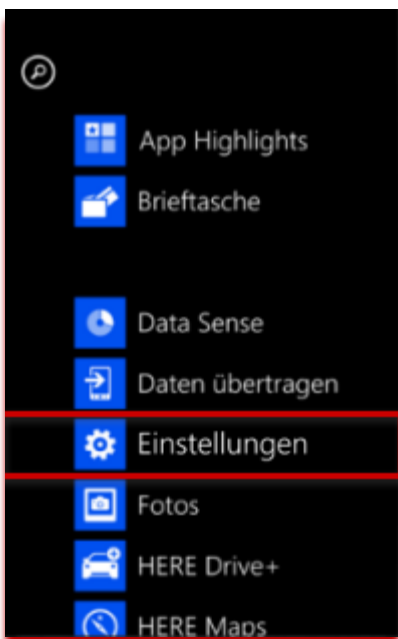 App Highlights
Brieftasche
Data Sense
Daten übertragen
Einstellungen
Fotos
HERE Drive+
HERE Maps